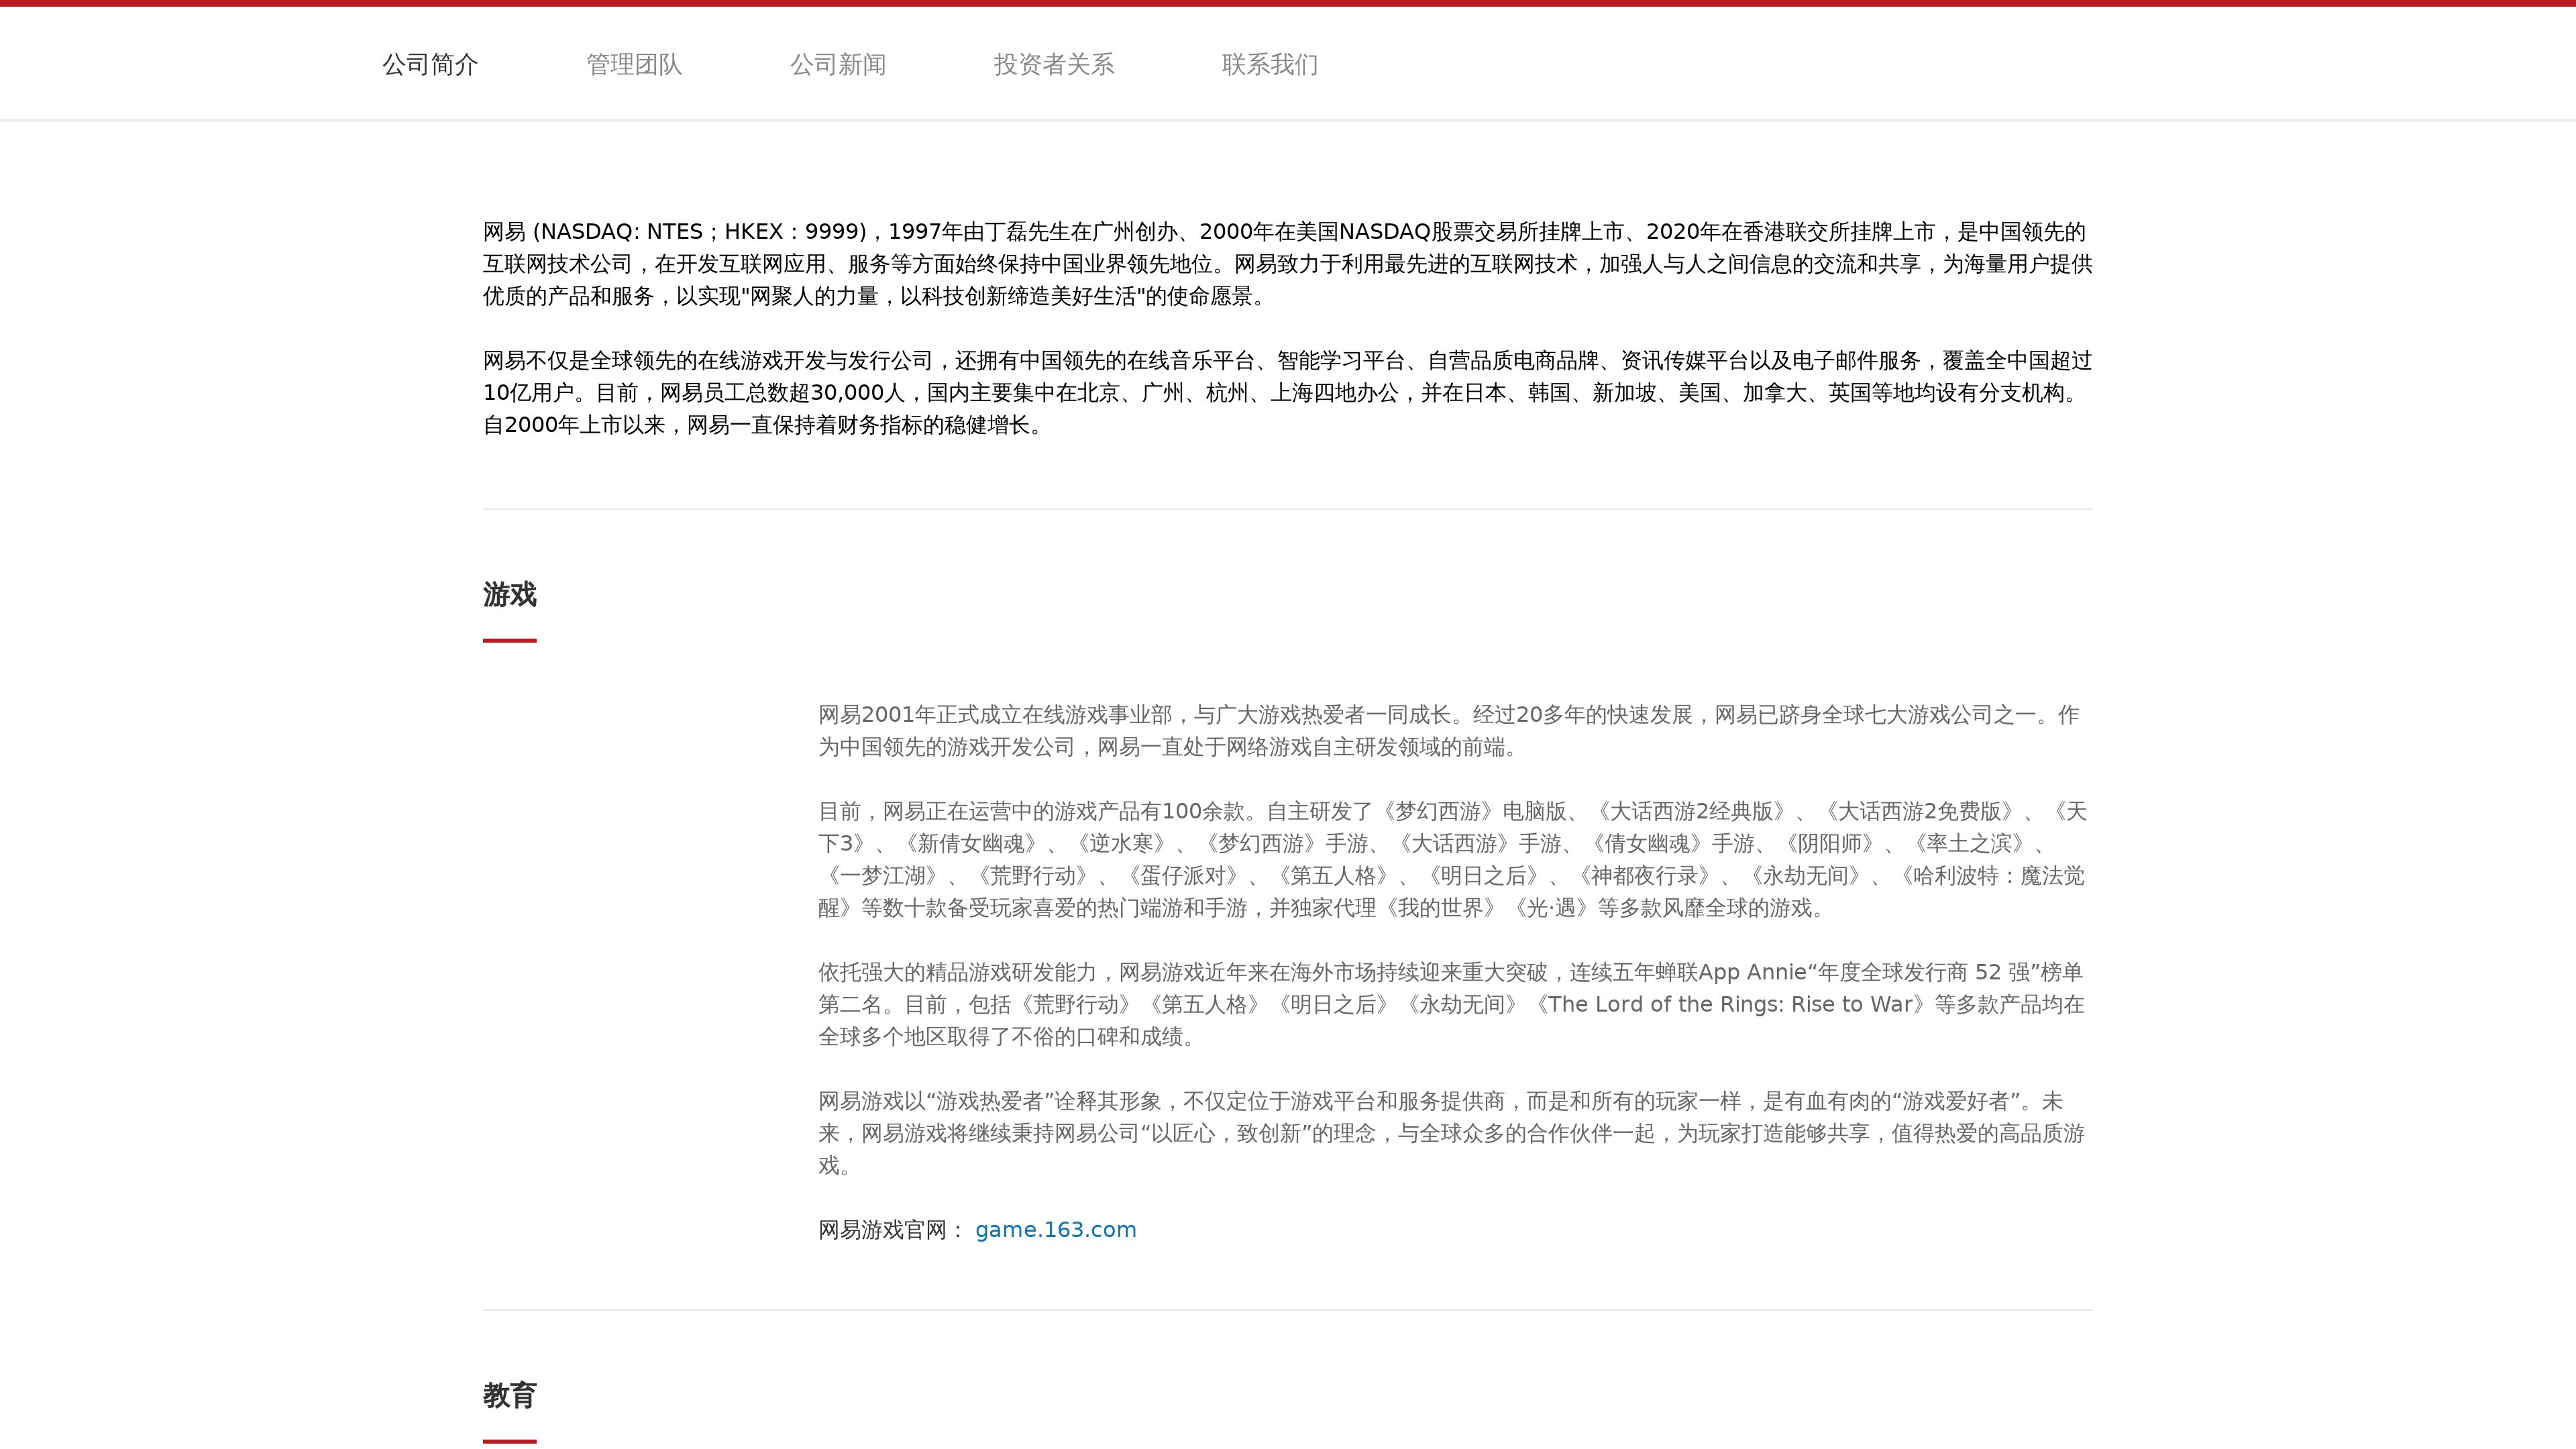 公司简介 管理团队 公司新闻 投资者关系 联系我们
网易 (NASDAQ: NTES；HKEX：9999)，1997年由丁磊先生在广州创办、2000年在美国NASDAQ股票交易所挂牌上市、2020年在香港联交所挂牌上市，是中国领先的
互联网技术公司，在开发互联网应用、服务等方面始终保持中国业界领先地位。网易致力于利用最先进的互联网技术，加强人与人之间信息的交流和共享，为海量用户提供
优质的产品和服务，以实现"网聚人的力量，以科技创新缔造美好生活"的使命愿景。
网易不仅是全球领先的在线游戏开发与发行公司，还拥有中国领先的在线音乐平台、智能学习平台、自营品质电商品牌、资讯传媒平台以及电子邮件服务，覆盖全中国超过
10亿用户。目前，网易员工总数超30,000人，国内主要集中在北京、广州、杭州、上海四地办公，并在日本、韩国、新加坡、美国、加拿大、英国等地均设有分支机构。
自2000年上市以来，网易一直保持着财务指标的稳健增长。
游戏
网易2001年正式成立在线游戏事业部，与广大游戏热爱者一同成长。经过20多年的快速发展，网易已跻身全球七大游戏公司之一。作
为中国领先的游戏开发公司，网易一直处于网络游戏自主研发领域的前端。
目前，网易正在运营中的游戏产品有100余款。自主研发了《梦幻西游》电脑版、《大话西游2经典版》、《大话西游2免费版》、《天
下3》、《新倩女幽魂》、《逆水寒》、《梦幻西游》手游、《大话西游》手游、《倩女幽魂》手游、《阴阳师》、《率土之滨》、
《一梦江湖》、《荒野行动》、《蛋仔派对》、《第五人格》、《明日之后》、《神都夜行录》、《永劫无间》、《哈利波特：魔法觉
醒》等数十款备受玩家喜爱的热门端游和手游，并独家代理《我的世界》《光·遇》等多款风靡全球的游戏。
依托强大的精品游戏研发能力，网易游戏近年来在海外市场持续迎来重大突破，连续五年蝉联App Annie“年度全球发行商 52 强”榜单
第二名。目前，包括《荒野行动》《第五人格》《明日之后》《永劫无间》《The Lord of the Rings: Rise to War》等多款产品均在
全球多个地区取得了不俗的口碑和成绩。
网易游戏以“游戏热爱者”诠释其形象，不仅定位于游戏平台和服务提供商，而是和所有的玩家一样，是有血有肉的“游戏爱好者”。未
来，网易游戏将继续秉持网易公司“以匠心，致创新”的理念，与全球众多的合作伙伴一起，为玩家打造能够共享，值得热爱的高品质游
戏。
网易游戏官网： game.163.com
教育